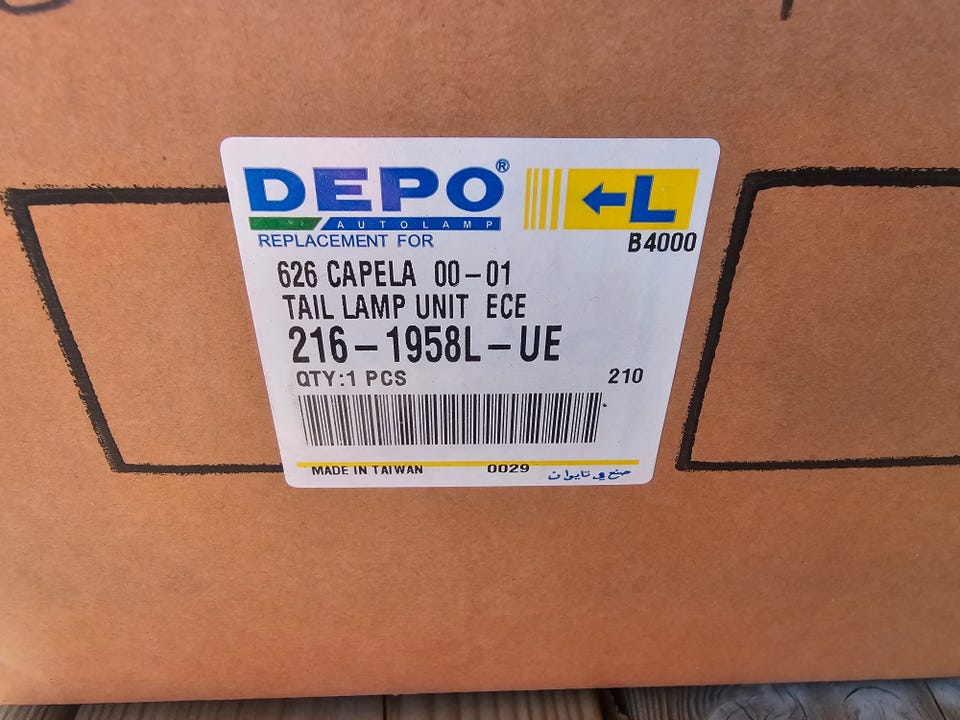 DEPO®
AUTOLAMP
REPLACEMENT FOR
←L
B4000
626 CAPELA 00-01
TAIL LAMP UNIT ECE
216-1958L-UE
QTY:1 PCS 210
MADE IN TAIWAN 0029 صنع في تايوان